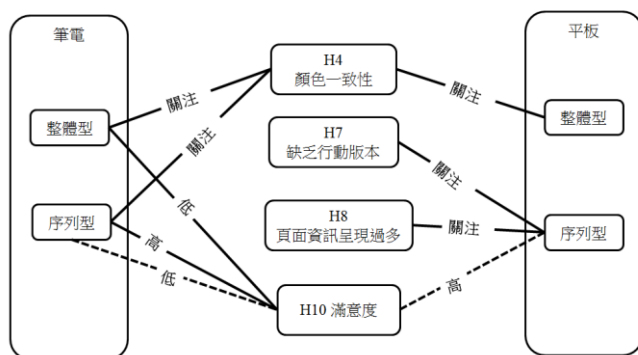 筆電
整體型
序列型
H4
顏色一致性
H7
缺乏行動版本
H8
頁面資訊呈現過多
H10 滿意度
關注
關注
低
高
低
關注
關注
關注
高
平板
整體型
序列型